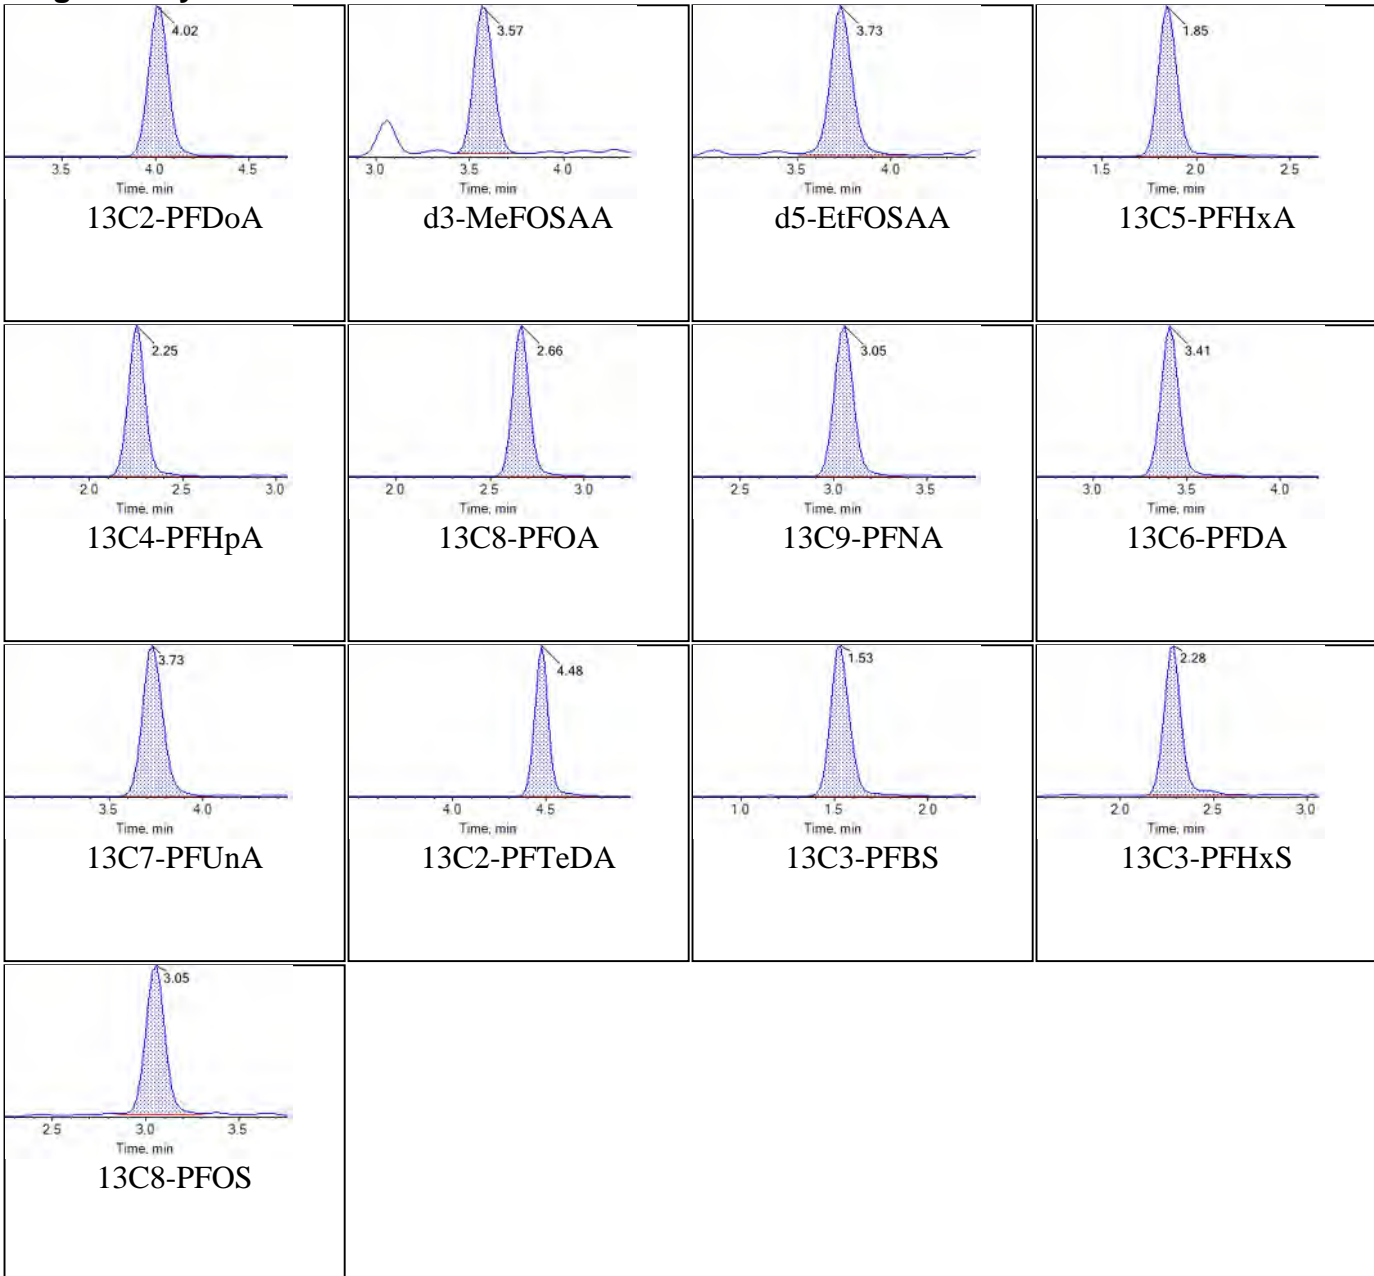 4.02
3.5 4.0 4.5
Time, min
13C2-PFDoA
3.57
3.0 3.5 4.0
Time, min
d3-MeFOSAA
3.73
3.5 4.0
Time, min
d5-EtFOSAA
1.85
1.5 2.0 2.5
Time, min
13C5-PFHxA
2.25
2.0 2.5 3.0
Time, min
13C4-PFHpA
2.66
2.0 2.5 3.0
Time, min
13C8-PFOA
3.05
2.5 3.0 3.5
Time, min
13C9-PFNA
3.41
3.0 3.5 4.0
Time, min
13C6-PFDA
3.73
3.5 4.0
Time, min
13C7-PFUnA
4.48
4.0 4.5
Time, min
13C2-PFTeDA
1.53
1.0 1.5 2.0
Time, min
13C3-PFBS
2.28
2.0 2.5 3.0
Time, min
13C3-PFHxS
3.05
2.5 3.0 3.5
Time, min
13C8-PFOS